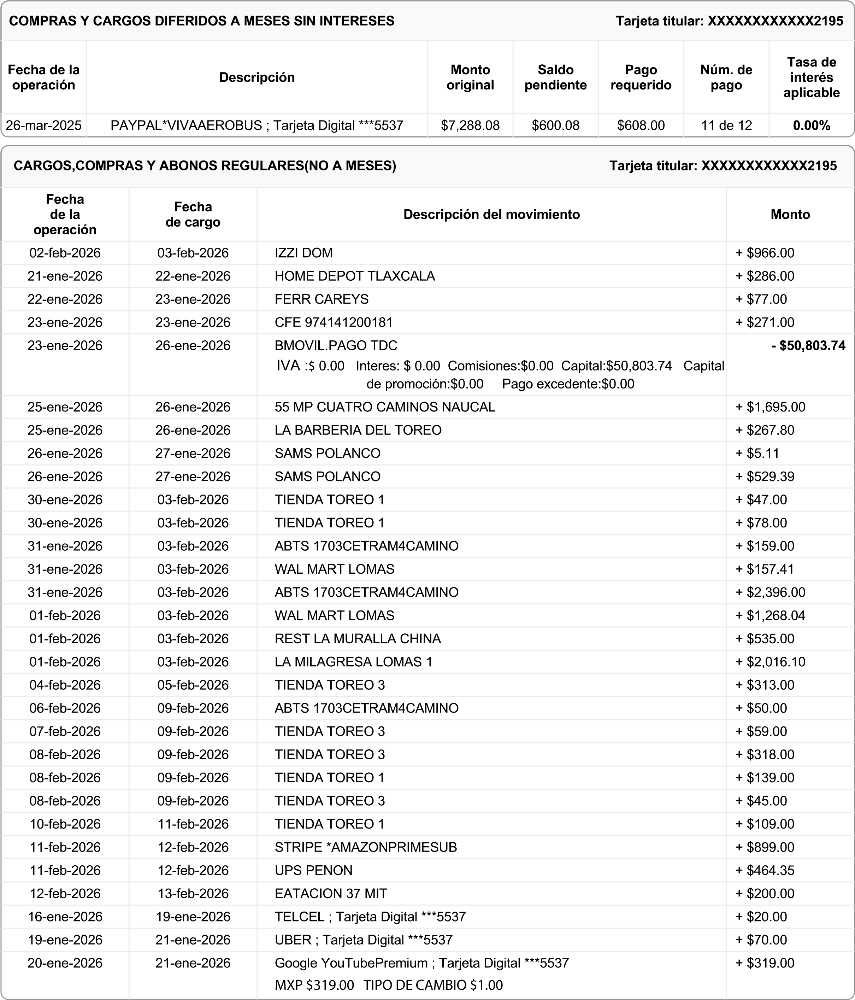 COMPRAS Y CARGOS DIFERIDOS A MESES SIN INTERESES Tarjeta titular: XXXXXXXXXXXX2195
Fecha de la operación Descripción Monto original Saldo pendiente Pago requerido Núm. de pago Tasa de interés aplicable
26-mar-2025 PAYPAL*VIVAAEROBUS ; Tarjeta Digital ***5537 $7,288.08 $600.08 $608.00 11 de 12 0.00%
CARGOS,COMPRAS Y ABONOS REGULARES(NO A MESES) Tarjeta titular: XXXXXXXXXXXX2195
Fecha de la operación Fecha de cargo Descripción del movimiento Monto
02-feb-2026 03-feb-2026 IZZI DOM + $966.00
21-ene-2026 22-ene-2026 HOME DEPOT TLAXCALA + $286.00
22-ene-2026 23-ene-2026 FERR CAREYS + $77.00
23-ene-2026 23-ene-2026 CFE 974141200181 + $271.00
23-ene-2026 26-ene-2026 BMOVIL.PAGO TDC - $50,803.74
IVA :$ 0.00 Interes: $ 0.00 Comisiones:$0.00 Capital:$50,803.74 Capital
de promoción:$0.00 Pago excedente:$0.00
25-ene-2026 26-ene-2026 55 MP CUATRO CAMINOS NAUCAL + $1,695.00
25-ene-2026 26-ene-2026 LA BARBERIA DEL TOREO + $267.80
26-ene-2026 27-ene-2026 SAMS POLANCO + $5.11
26-ene-2026 27-ene-2026 SAMS POLANCO + $529.39
30-ene-2026 03-feb-2026 TIENDA TOREO 1 + $47.00
30-ene-2026 03-feb-2026 TIENDA TOREO 1 + $78.00
31-ene-2026 03-feb-2026 ABTS 1703CETRAM4CAMINO + $159.00
31-ene-2026 03-feb-2026 WAL MART LOMAS + $157.41
31-ene-2026 03-feb-2026 ABTS 1703CETRAM4CAMINO + $2,396.00
01-feb-2026 03-feb-2026 WAL MART LOMAS + $1,268.04
01-feb-2026 03-feb-2026 REST LA MURALLA CHINA + $535.00
01-feb-2026 03-feb-2026 LA MILAGRESA LOMAS 1 + $2,016.10
04-feb-2026 05-feb-2026 TIENDA TOREO 3 + $313.00
06-feb-2026 09-feb-2026 ABTS 1703CETRAM4CAMINO + $50.00
07-feb-2026 09-feb-2026 TIENDA TOREO 3 + $59.00
08-feb-2026 09-feb-2026 TIENDA TOREO 3 + $318.00
08-feb-2026 09-feb-2026 TIENDA TOREO 1 + $139.00
08-feb-2026 09-feb-2026 TIENDA TOREO 3 + $45.00
10-feb-2026 11-feb-2026 TIENDA TOREO 1 + $109.00
11-feb-2026 12-feb-2026 STRIPE *AMAZONPRIMESUB + $899.00
11-feb-2026 12-feb-2026 UPS PENON + $464.35
12-feb-2026 13-feb-2026 EATACION 37 MIT + $200.00
16-ene-2026 19-ene-2026 TELCEL ; Tarjeta Digital ***5537 + $20.00
19-ene-2026 21-ene-2026 UBER ; Tarjeta Digital ***5537 + $70.00
20-ene-2026 21-ene-2026 Google YouTubePremium ; Tarjeta Digital ***5537 + $319.00
MXP $319.00 TIPO DE CAMBIO $1.00